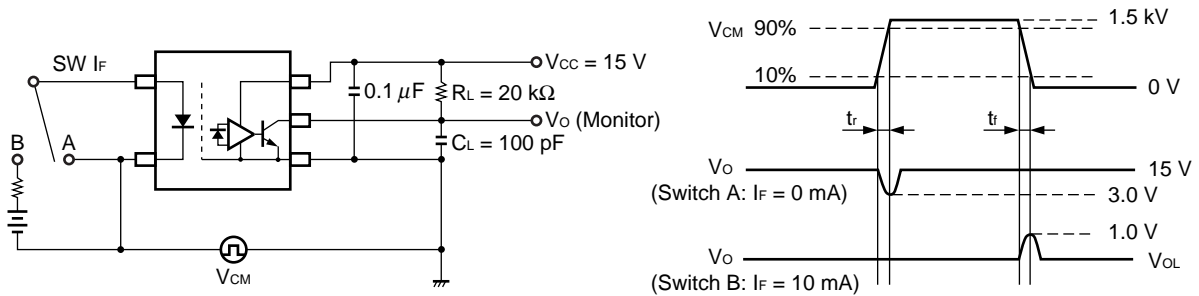 SW IF
B
A
VCM
VCC = 15 V
0.1 μF
RL = 20 kΩ
VO (Monitor)
CL = 100 pF
VCM 90%
10%
1.5 kV
0 V
tr
tf
VO
(Switch A: IF = 0 mA)
15 V
3.0 V
1.0 V
VO
(Switch B: IF = 10 mA)
VOL